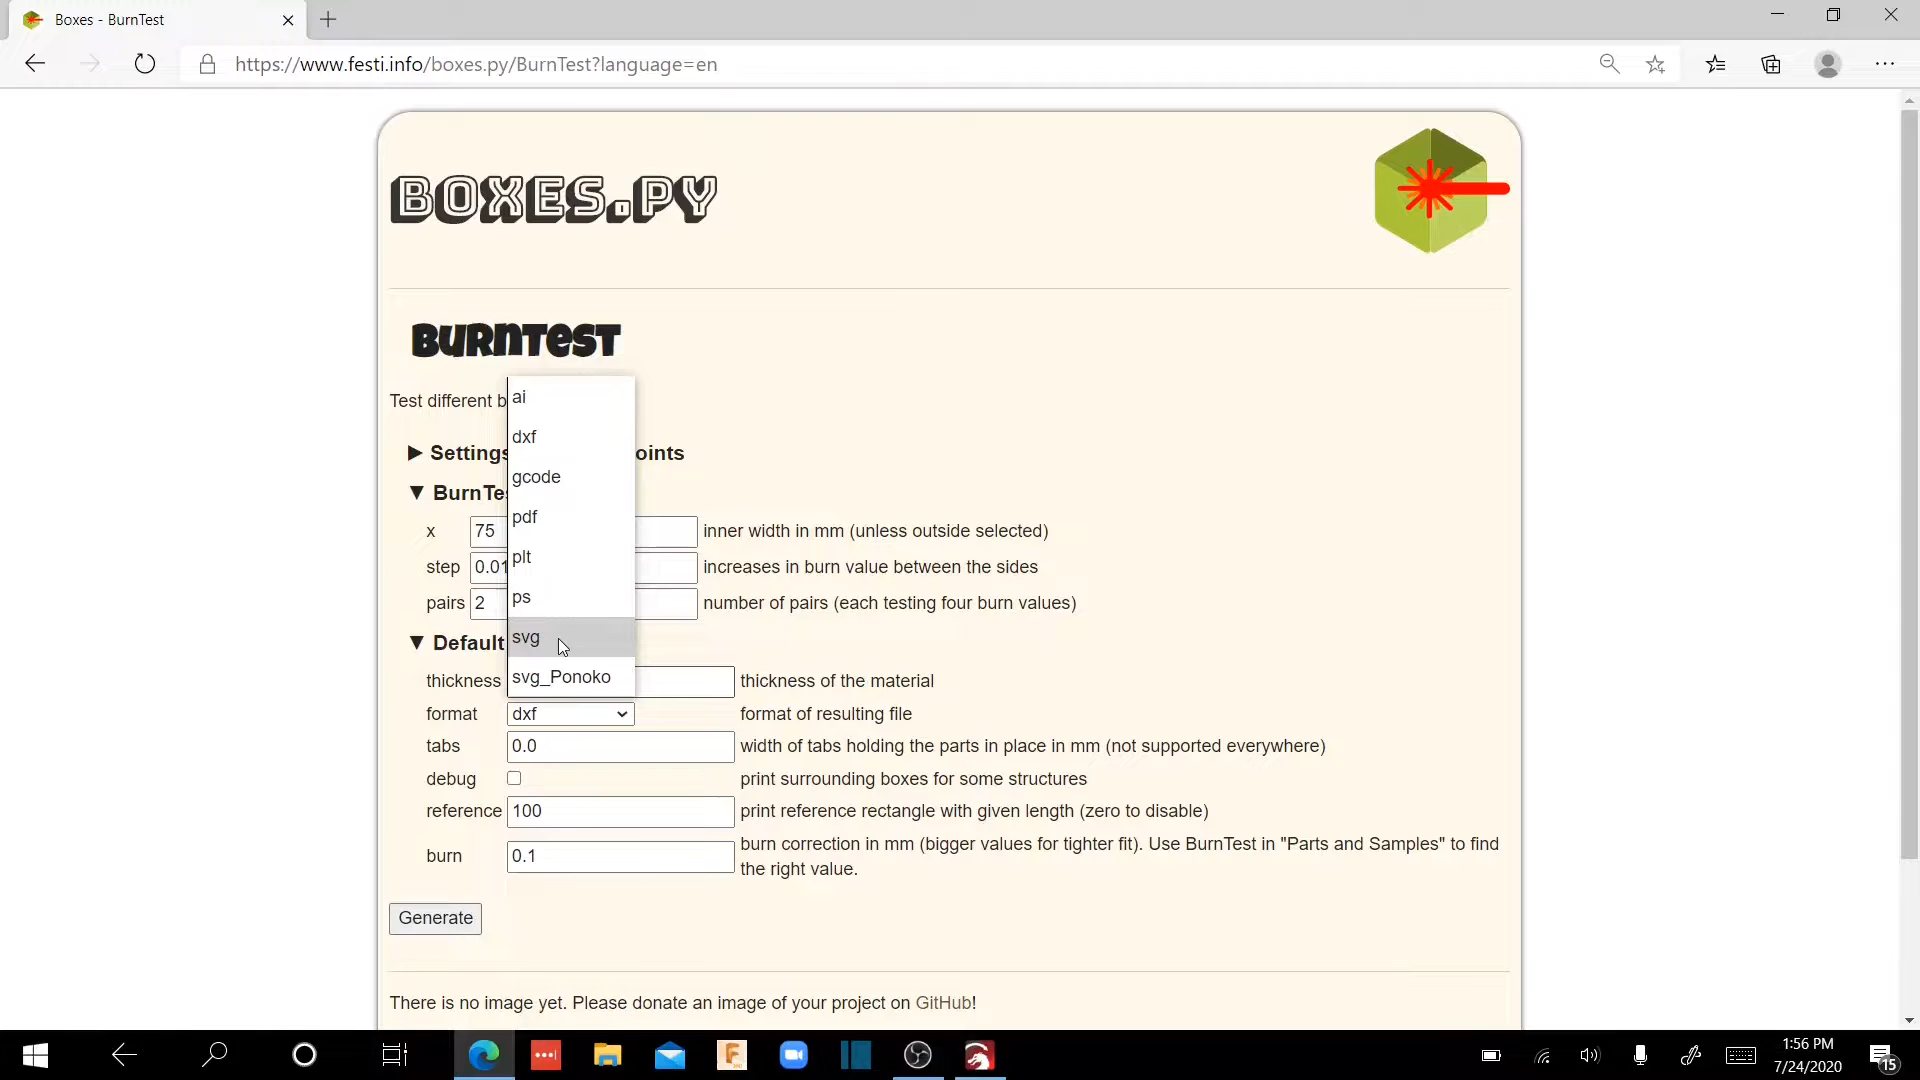 Boxes - BurnTest
https://www.festi.info/boxes.py/BurnTest?language=en
BOXES.PY
BURNTEST
Test different b
ai
dxf
gcode
pdf
plt
ps
svg
svg_Ponoko
Settings
oints
BurnTes
x 75 inner width in mm (unless outside selected)
step 0.01 increases in burn value between the sides
pairs 2 number of pairs (each testing four burn values)
Default
thickness thickness of the material
format dxf format of resulting file
tabs 0.0 width of tabs holding the parts in place in mm (not supported everywhere)
debug print surrounding boxes for some structures
reference 100 print reference rectangle with given length (zero to disable)
burn 0.1 burn correction in mm (bigger values for tighter fit). Use BurnTest in "Parts and Samples" to find
the right value.
Generate
There is no image yet. Please donate an image of your project on GitHub!
1:56 PM
7/24/2020
15